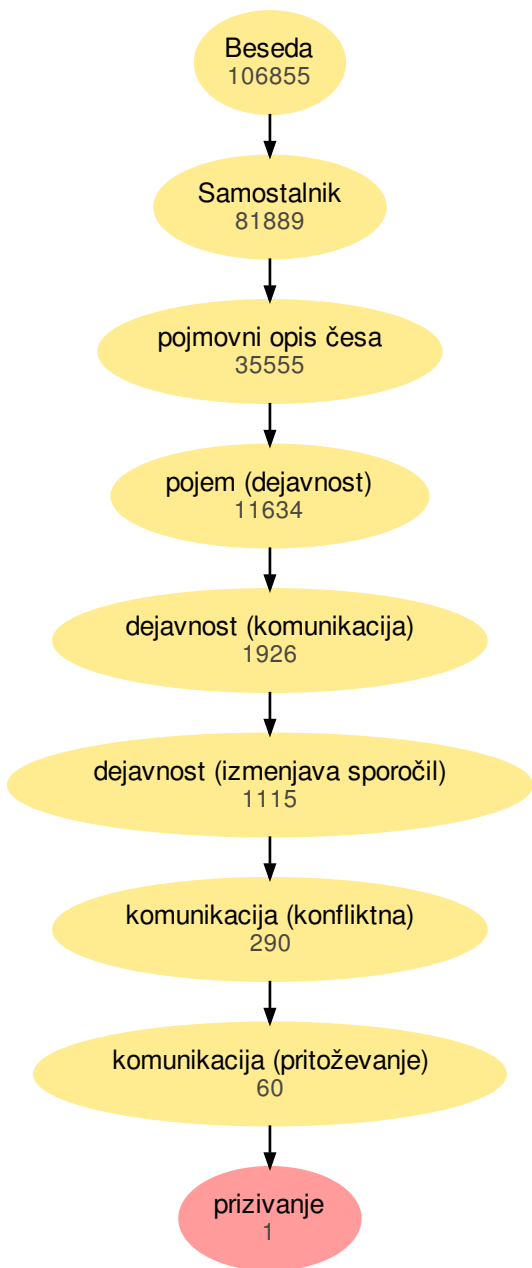 Beseda
106855
Samostalnik
81889
pojmovni opis česa
35555
pojem (dejavnost)
11634
dejavnost (komunikacija)
1926
dejavnost (izmenjava sporočil)
1115
komunikacija (konfliktna)
290
komunikacija (pritoževanje)
60
prizivanje
1